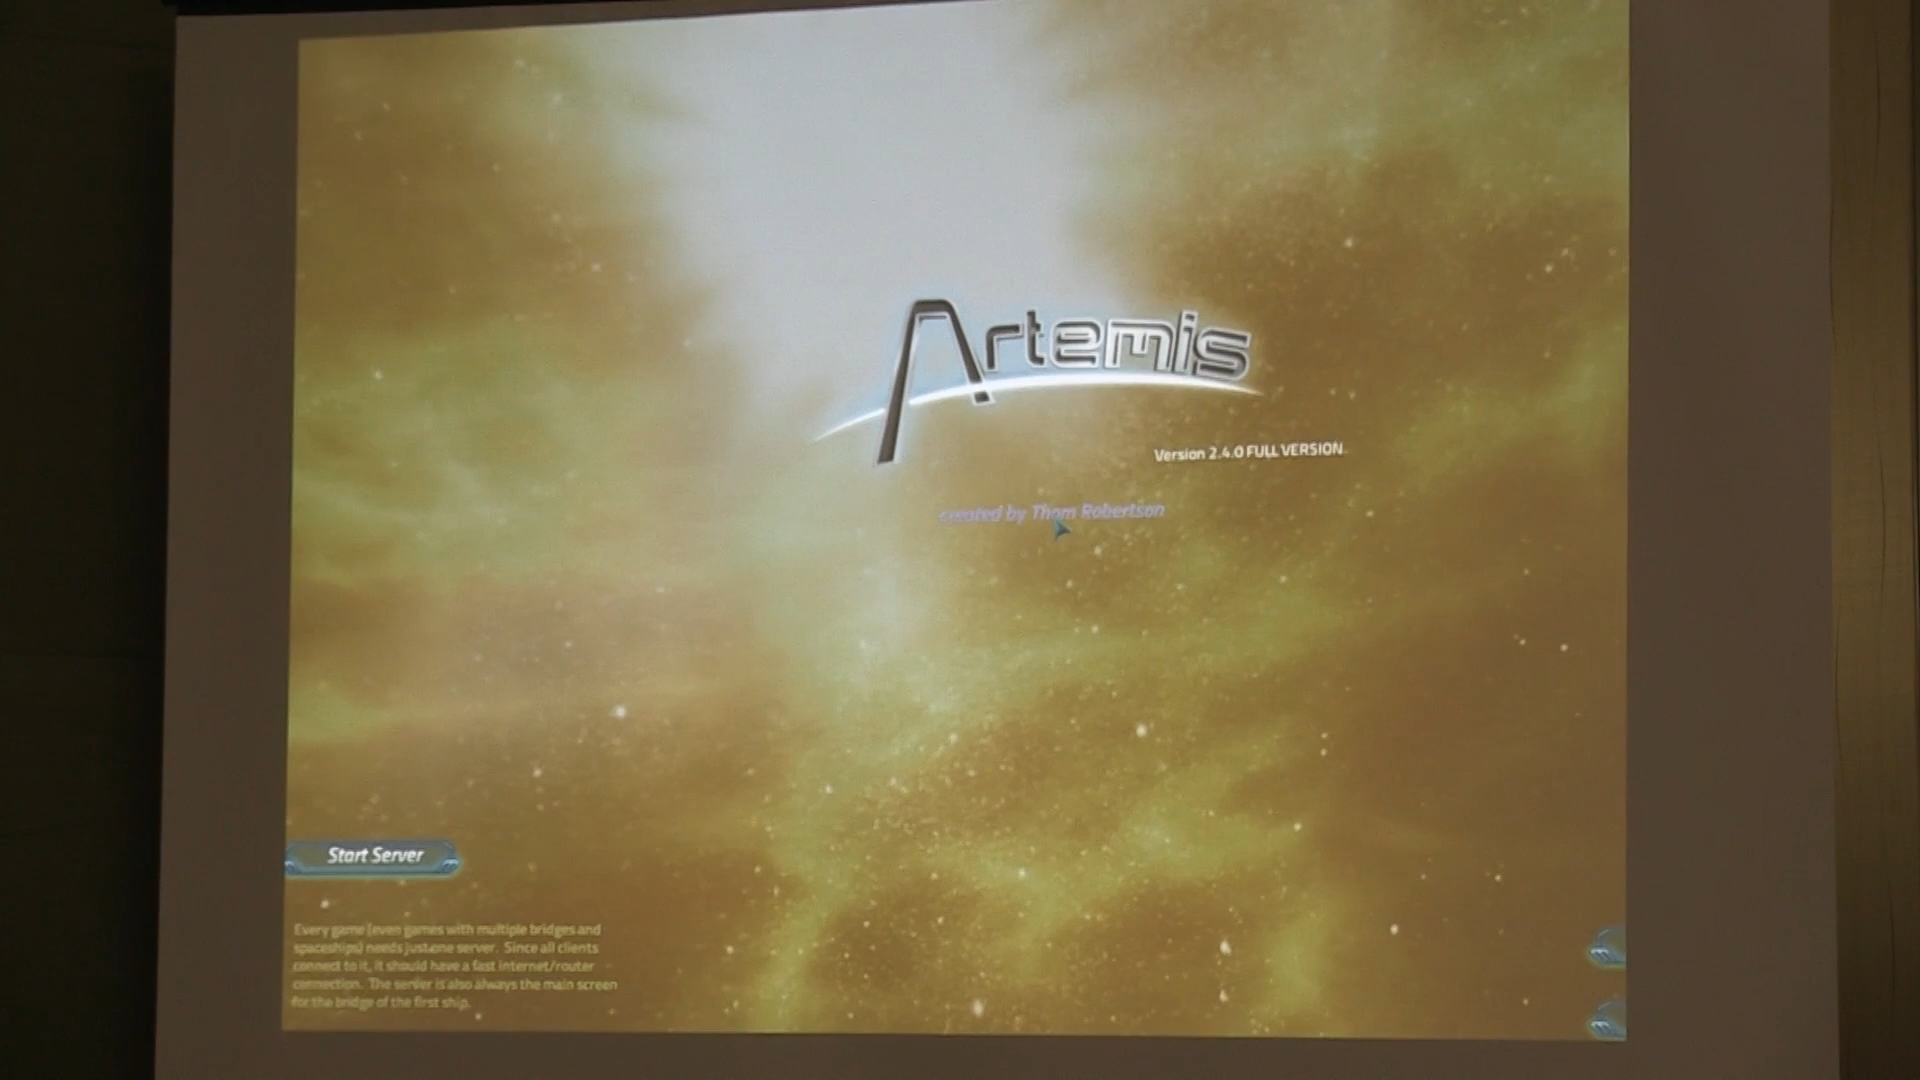 Artemis
Version 2.4.0 FULL VERSION
created by Thom Robertson
Start Server
Every game (even games with multiple bridges and
spaceships) needs just one server. Since all clients
connect to it, it should have a fast internet/router
connection. The server is also always the main screen
for the bridge of the first ship.